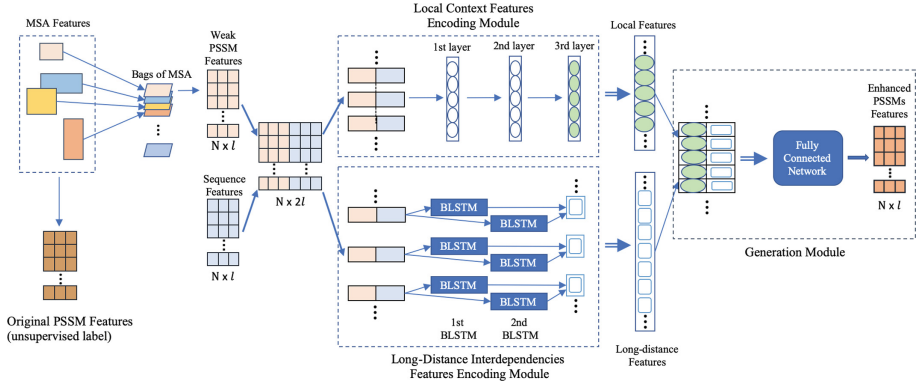 MSA Features
Bags of MSA
Weak
PSSM
Features
N x l
Sequence
Features
N x l
N x 2l
Original PSSM Features
(unsupervised label)
Local Context Features
Encoding Module
1st layer
2nd layer
3rd layer
BLSTM
BLSTM
BLSTM
BLSTM
BLSTM
BLSTM
1st
BLSTM
2nd
BLSTM
Long-Distance Interdependencies
Features Encoding Module
Local Features
Long-distance
Features
Fully
Connected
Network
Enhanced
PSSMs
Features
N x l
Generation Module